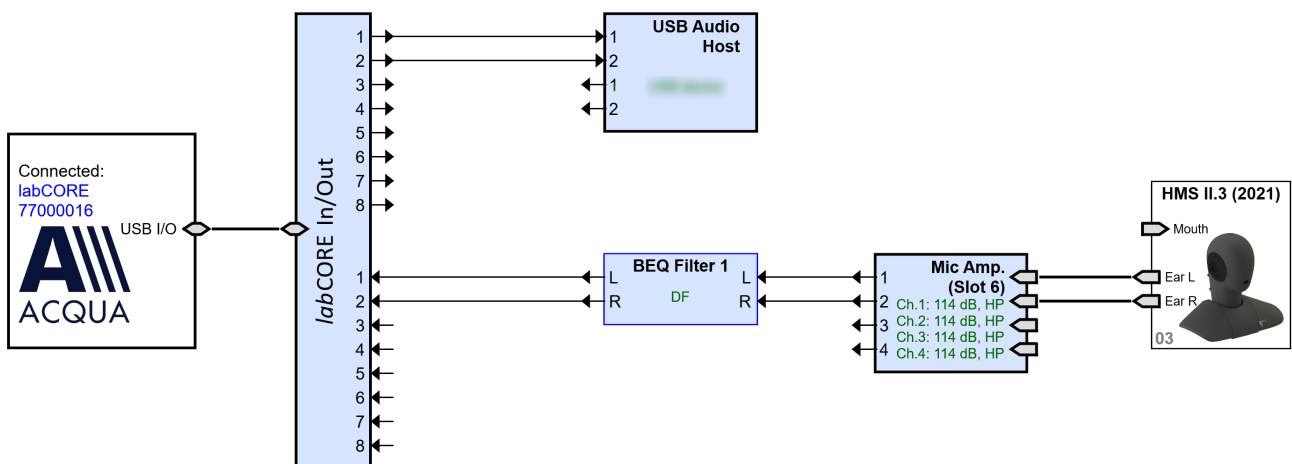 Connected:
labCORE
77000016
USB I/O
ACQUA
labCORE In/Out
1
2
3
4
5
6
7
8
1
2
3
4
5
6
7
8
USB Audio
Host
1
2
1
2
BEQ Filter 1
L
R
DF
L
R
Mic Amp.
(Slot 6)
1
2
3
4
Ch.1: 114 dB, HP
Ch.2: 114 dB, HP
Ch.3: 114 dB, HP
Ch.4: 114 dB, HP
HMS II.3 (2021)
Mouth
Ear L
Ear R
03